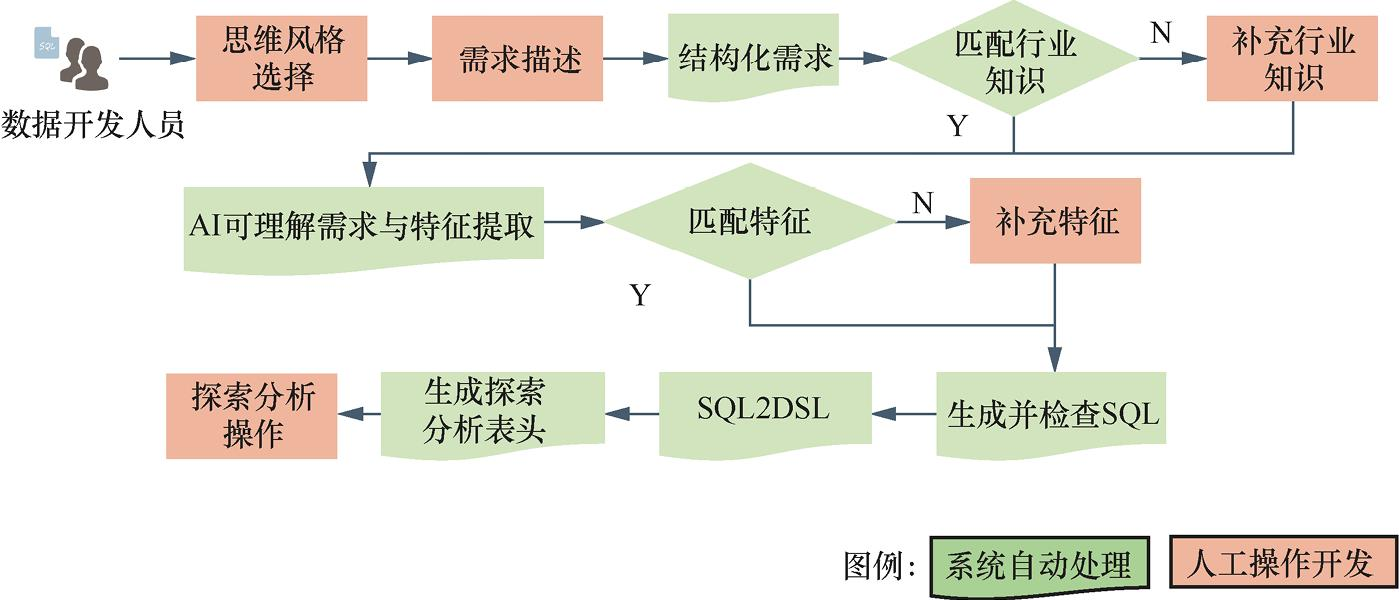 SQL
数据开发人员
思维风格
选择
需求描述
结构化需求
匹配行业
知识
N
补充行业
知识
Y
AI可理解需求与特征提取
匹配特征
N
补充特征
Y
探索分析
操作
生成探索
分析表头
SQL2DSL
生成并检查SQL
图例：
系统自动处理
人工操作开发